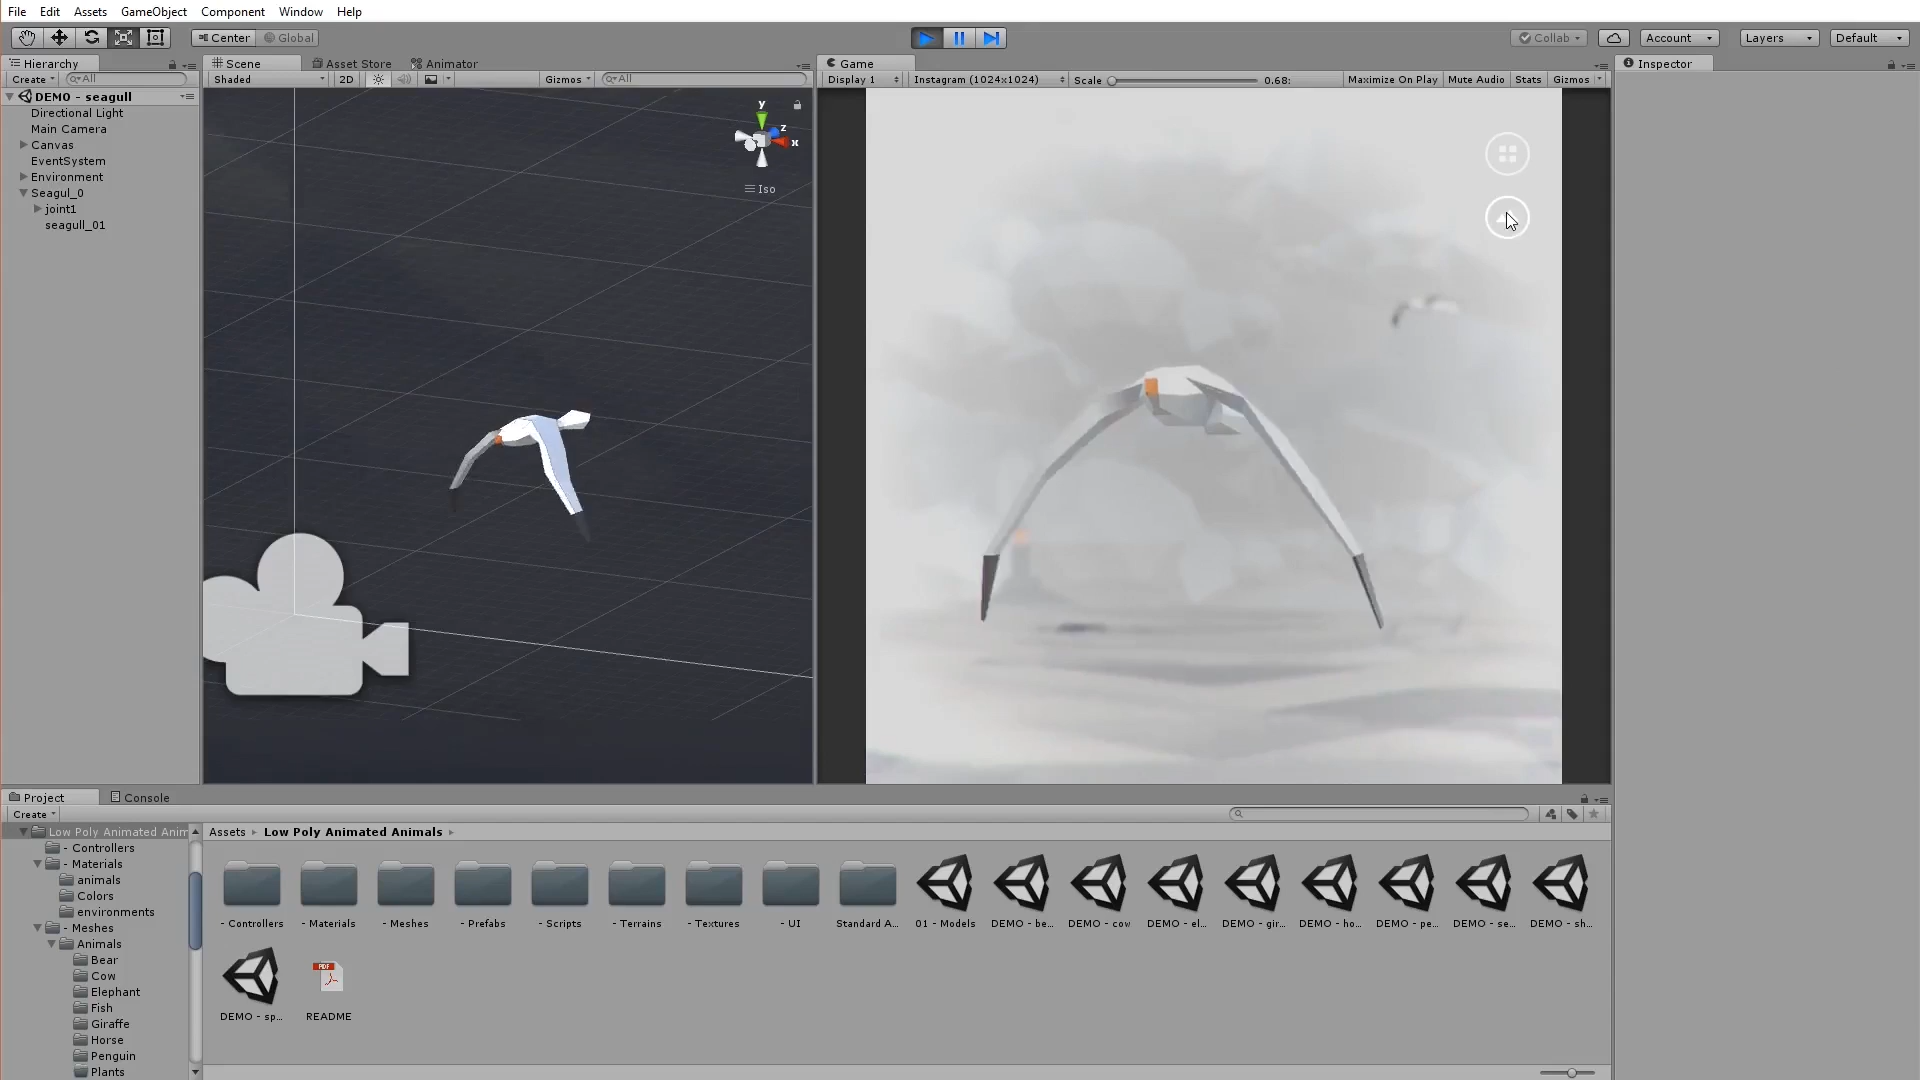 File Edit Assets GameObject Component Window Help
Center Global
Collab Account Layers Default
Hierarchy
Create All
DEMO - seagull
Directional Light
Main Camera
Canvas
EventSystem
Environment
Seagul_0
joint1
seagull_01
Scene Asset Store Animator
Shaded 2D Gizmos All
y
z
x
Iso
Game
Display 1 Instagram (1024x1024) Scale 0.68: Maximize On Play Mute Audio Stats Gizmos
Inspector
Project Console
Create
Low Poly Animated Anim
- Controllers
- Materials
animals
Colors
environments
- Meshes
Animals
Bear
Cow
Elephant
Fish
Giraffe
Horse
Penguin
Plants
Assets Low Poly Animated Animals
- Controllers - Materials - Meshes - Prefabs - Scripts - Terrains - Textures - UI Standard A... 01 - Models DEMO - be... DEMO - cow DEMO - el... DEMO - gir... DEMO - ho... DEMO - pe... DEMO - se... DEMO - sh...
PDF
DEMO - sp... README